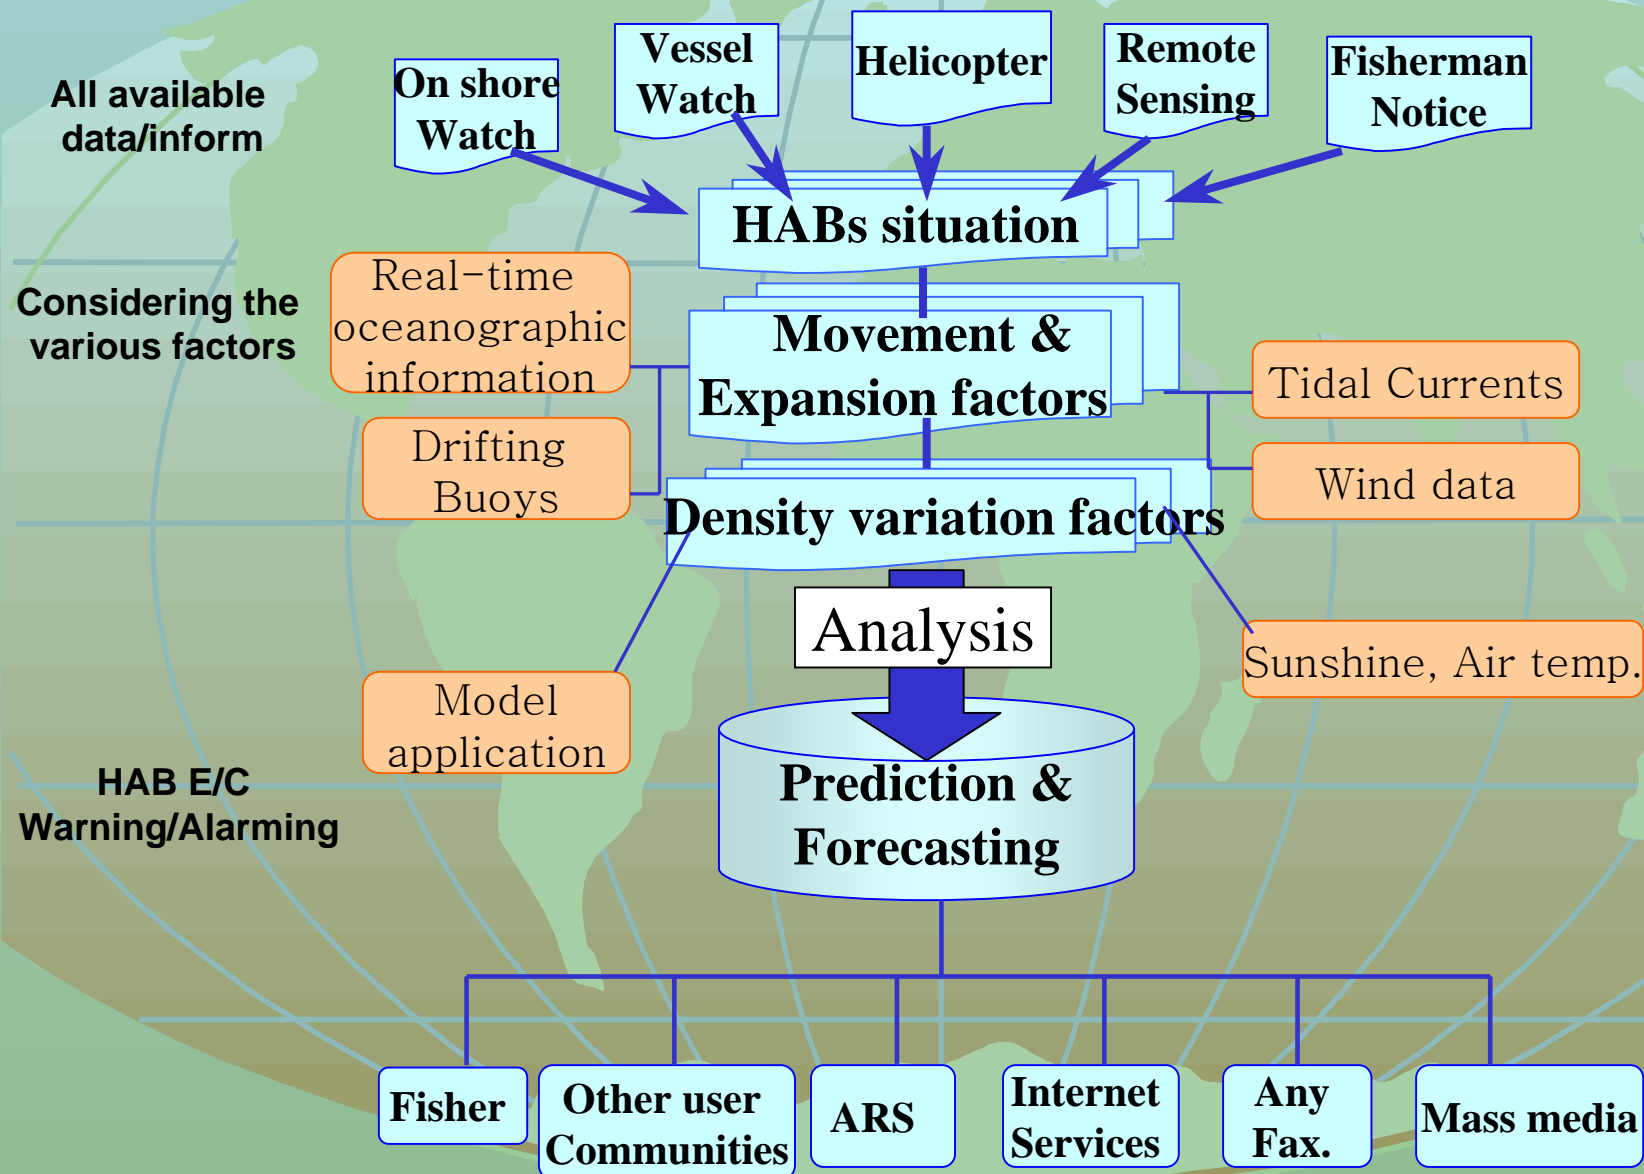 All available
data/inform
On shore
Watch
Vessel
Watch
Helicopter
Remote
Sensing
Fisherman
Notice
HABs situation
Considering the
various factors
Real-time
oceanographic
information
Drifting
Buoys
Movement &
Expansion factors
Tidal Currents
Wind data
Density variation factors
Analysis
Model
application
Sunshine, Air temp.
HAB E/C
Warning/Alarming
Prediction &
Forecasting
Fisher
Other user
Communities
ARS
Internet
Services
Any
Fax.
Mass media